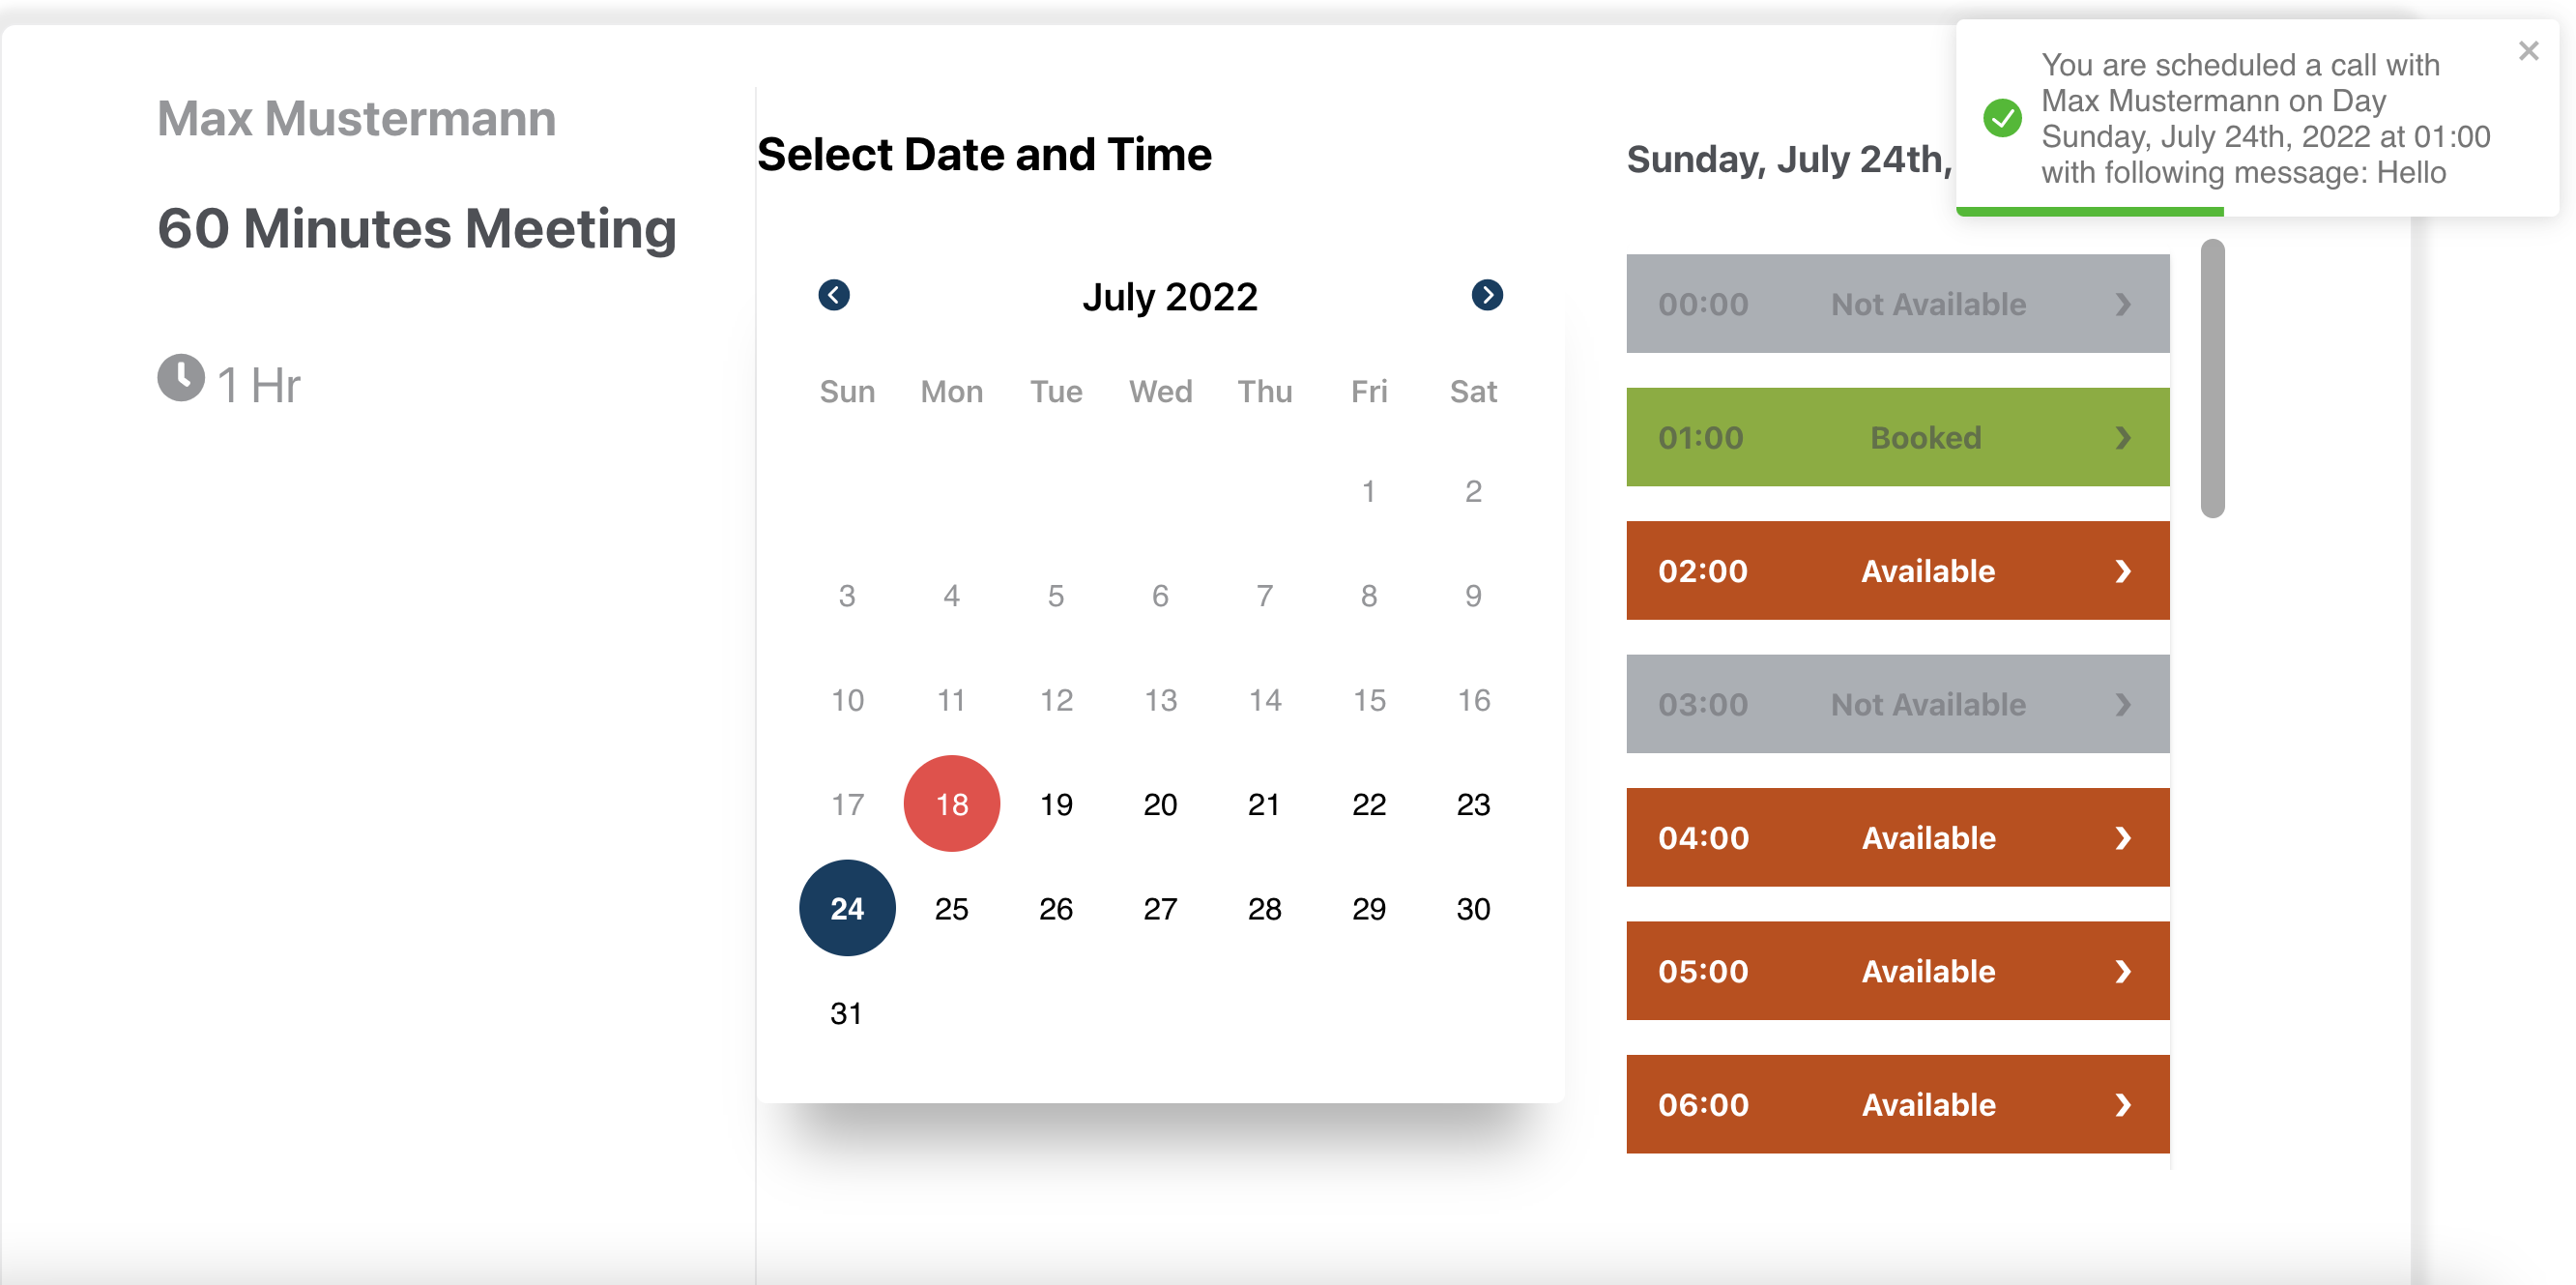 Max Mustermann
60 Minutes Meeting
1 Hr
Select Date and Time
July 2022
Sun Mon Tue Wed Thu Fri Sat
1 2
3 4 5 6 7 8 9
10 11 12 13 14 15 16
17 18 19 20 21 22 23
24 25 26 27 28 29 30
31
Sunday, July 24th,
00:00 Not Available
01:00 Booked
02:00 Available
03:00 Not Available
04:00 Available
05:00 Available
06:00 Available
You are scheduled a call with
Max Mustermann on Day
Sunday, July 24th, 2022 at 01:00
with following message: Hello